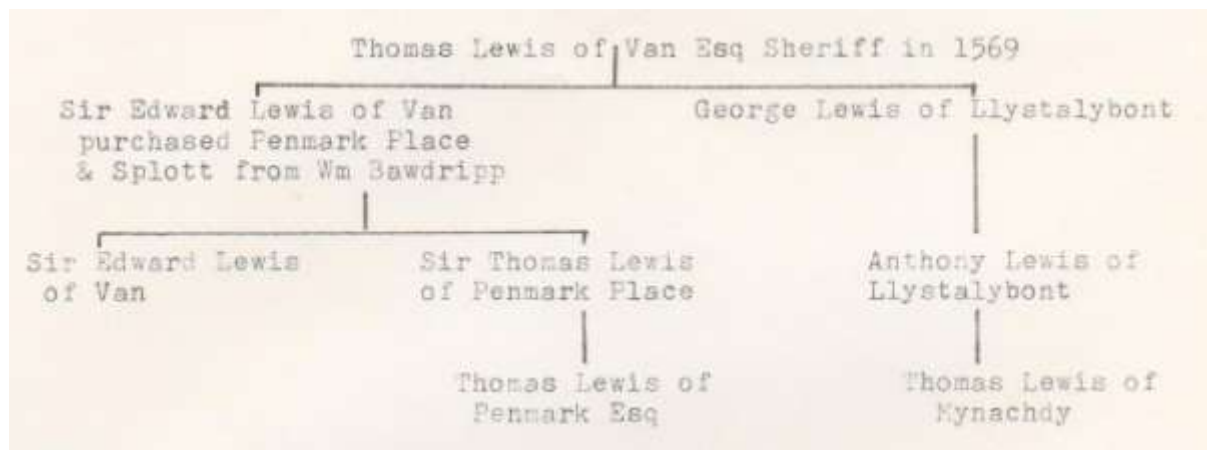 Thomas Lewis of Van Esq Sheriff in 1569
Sir Edward Lewis of Van
purchased Penmark Place
& Splott from Wm Bawdripp
George Lewis of Llystalybont
Sir Edward Lewis
of Van
Sir Thomas Lewis
of Penmark Place
Anthony Lewis of
Llystalybont
Thomas Lewis of
Penmark Esq
Thomas Lewis of
Mynachdy